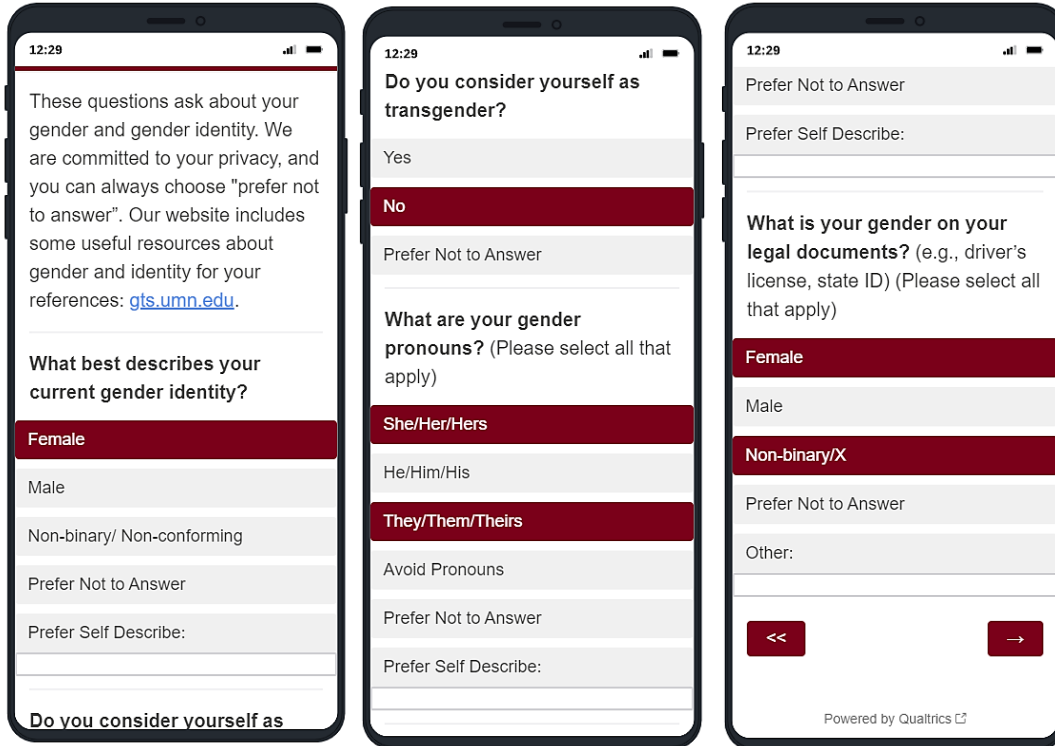 12:29
These questions ask about your
gender and gender identity. We
are committed to your privacy, and
you can always choose "prefer not
to answer”. Our website includes
some useful resources about
gender and identity for your
references: gts.umn.edu.
What best describes your
current gender identity?
Female
Male
Non-binary/ Non-conforming
Prefer Not to Answer
Prefer Self Describe:
Do you consider yourself as
12:29
Do you consider yourself as
transgender?
Yes
No
Prefer Not to Answer
What are your gender
pronouns? (Please select all that
apply)
She/Her/Hers
He/Him/His
They/Them/Theirs
Avoid Pronouns
Prefer Not to Answer
Prefer Self Describe:
12:29
Prefer Not to Answer
Prefer Self Describe:
What is your gender on your
legal documents? (e.g., driver’s
license, state ID) (Please select all
that apply)
Female
Male
Non-binary/X
Prefer Not to Answer
Other:
<< →
Powered by Qualtrics